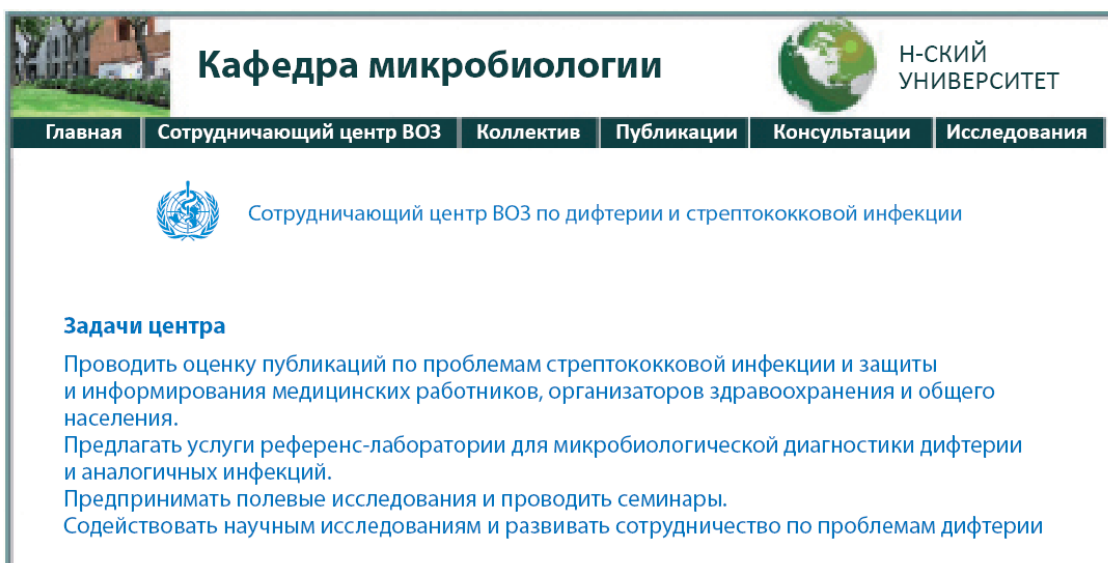 Кафедра микробиологии
Н-СКИЙ
УНИВЕРСИТЕТ
Главная Сотрудничающий центр ВОЗ Коллектив Публикации Консультации Исследования
Сотрудничающий центр ВОЗ по дифтерии и стрептококковой инфекции
Задачи центра
Проводить оценку публикаций по проблемам стрептококковой инфекции и защиты
и информирования медицинских работников, организаторов здравоохранения и общего
населения.
Предлагать услуги референс-лаборатории для микробиологической диагностики дифтерии
и аналогичных инфекций.
Предпринимать полевые исследования и проводить семинары.
Содействовать научным исследованиям и развивать сотрудничество по проблемам дифтерии